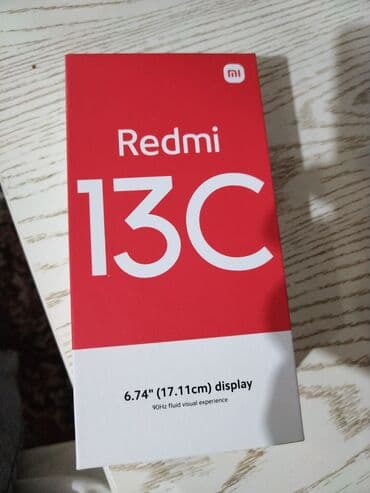 mi
Redmi
13C
6.74" (17.11cm) display
90Hz fluid visual experience